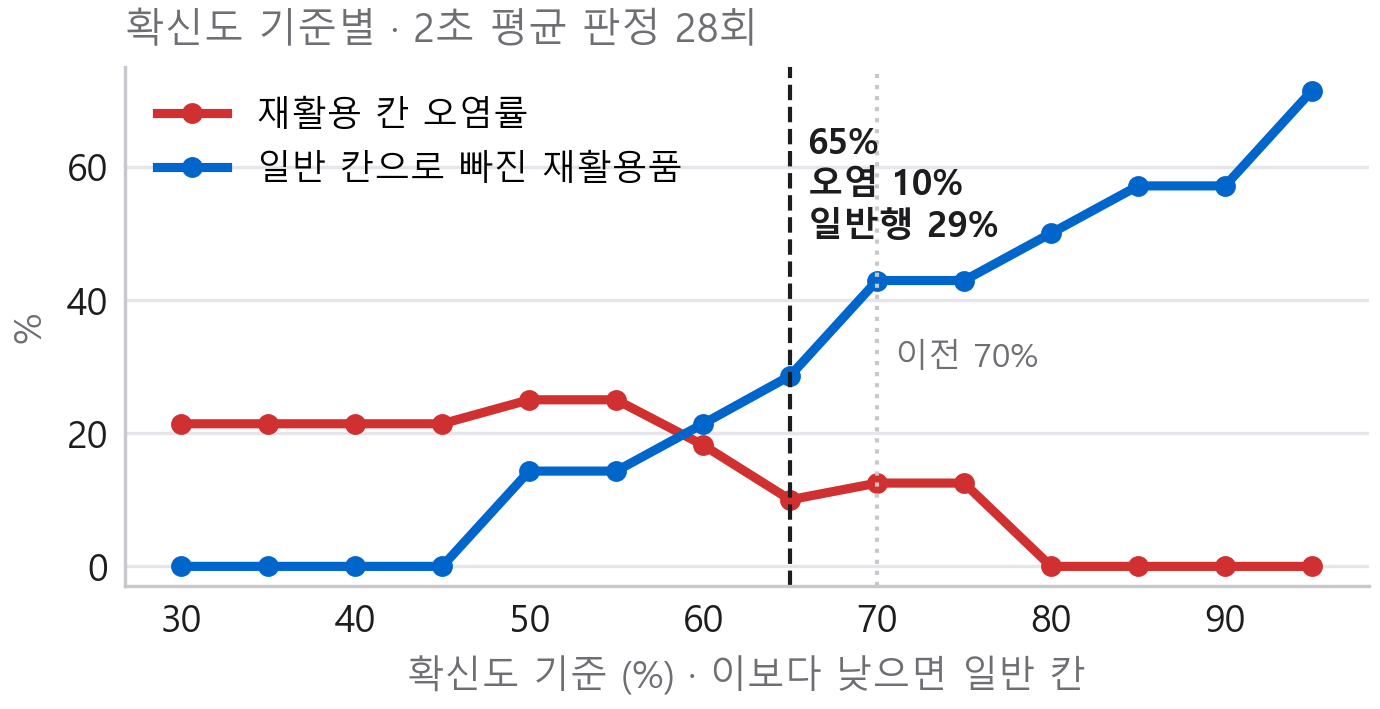 확신도 기준별 · 2초 평균 판정 28회
재활용 칸 오염률
일반 칸으로 빠진 재활용품
65%
오염 10%
일반행 29%
이전 70%
%
60
40
20
0
30 40 50 60 70 80 90
확신도 기준 (%) · 이보다 낮으면 일반 칸